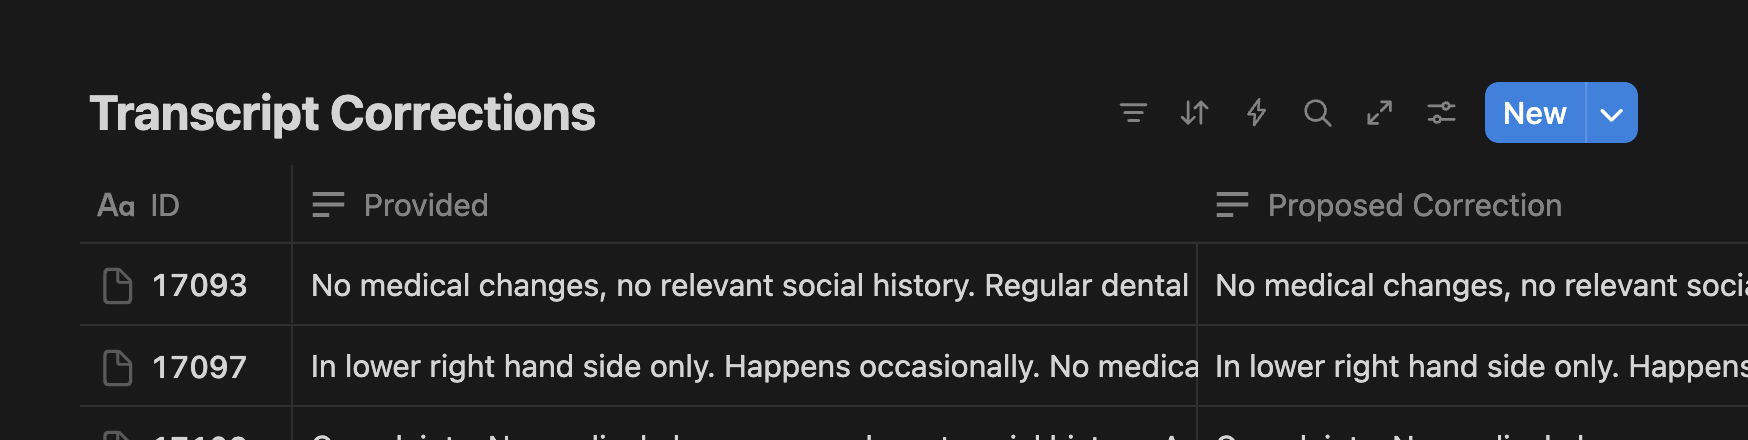 Transcript Corrections
New
Aa ID Provided Proposed Correction
17093 No medical changes, no relevant social history. Regular dental No medical changes, no relevant socia
17097 In lower right hand side only. Happens occasionally. No medica In lower right hand side only. Happens